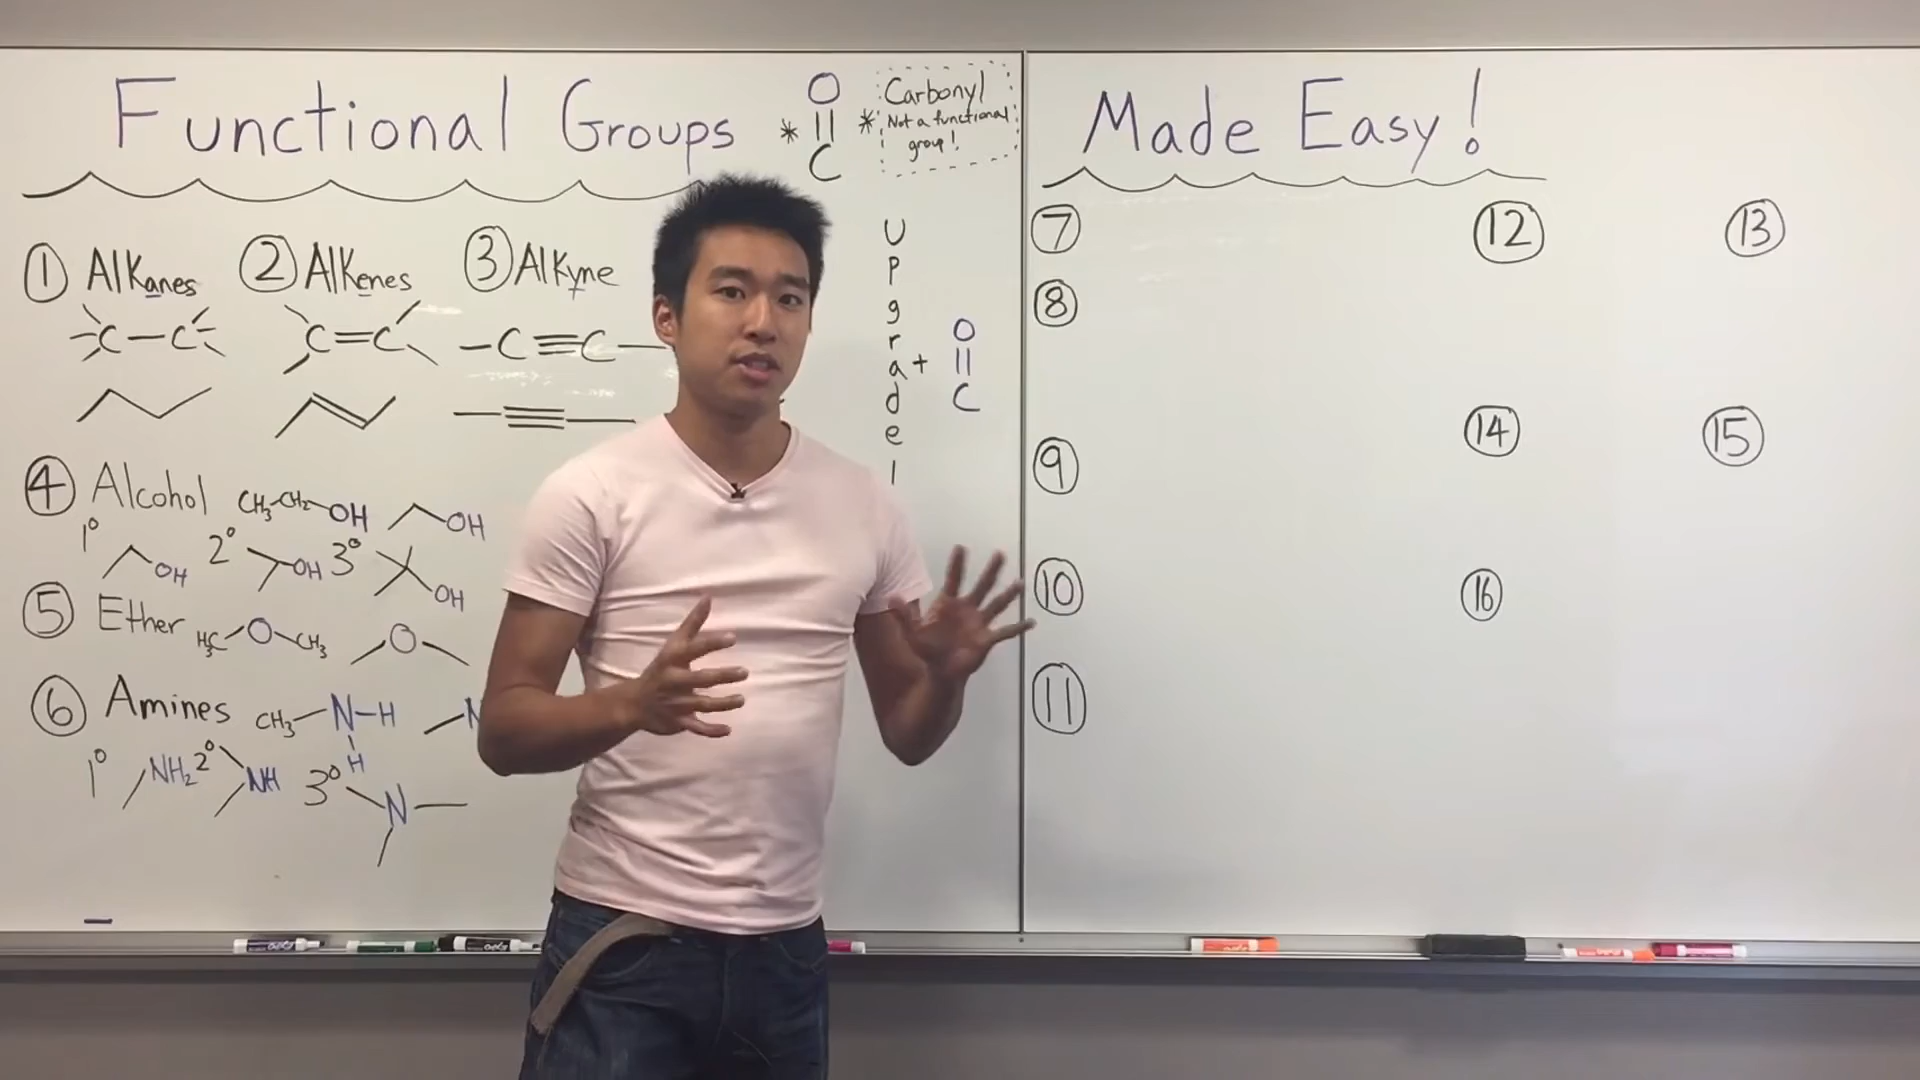 Functional Groups
O
* ||
C
Carbonyl
* Not a functional
group!
Made Easy!
① Alkanes ② Alkenes ③ Alkyne
C—C C=C —C≡C—
④ Alcohol CH₃-CH₂-OH OH
1° OH 2° OH 3° OH
⑤ Ether H₃C-O-CH₃ O
⑥ Amines CH₃-N-H N
H
1° NH₂ 2° NH 3° N
Upgrade!
+
O
||
C
⑦ ⑫ ⑬
⑧
⑨ ⑭ ⑮
⑩ ⑯
⑪